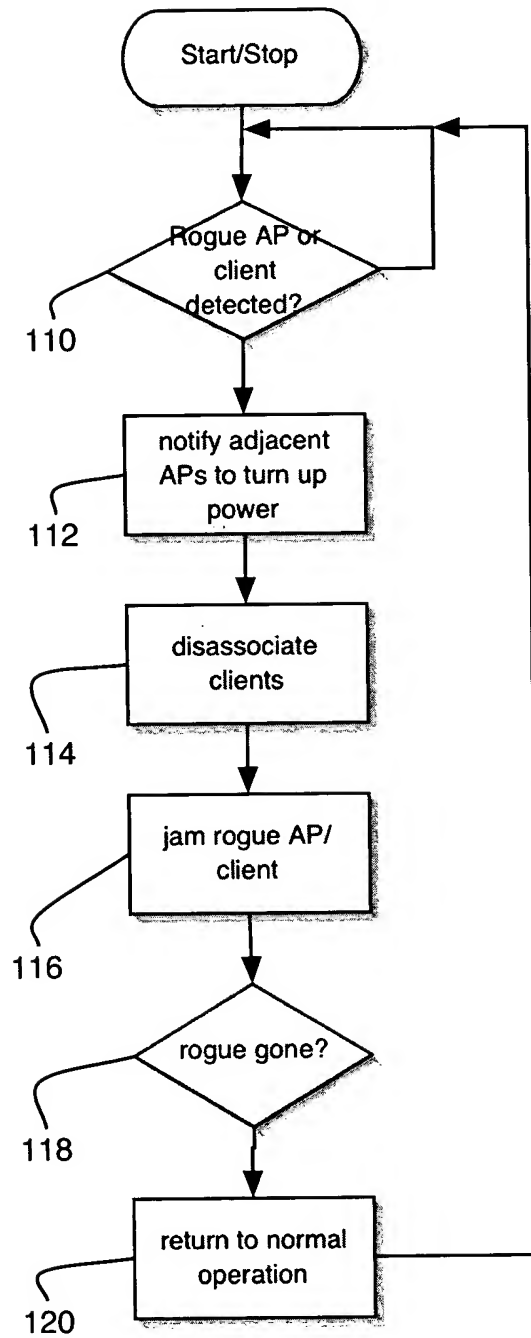 Start/Stop
Rogue AP or
client
detected?
110
notify adjacent
APs to turn up
power
112
disassociate
clients
114
jam rogue AP/
client
116
rogue gone?
118
return to normal
operation
120